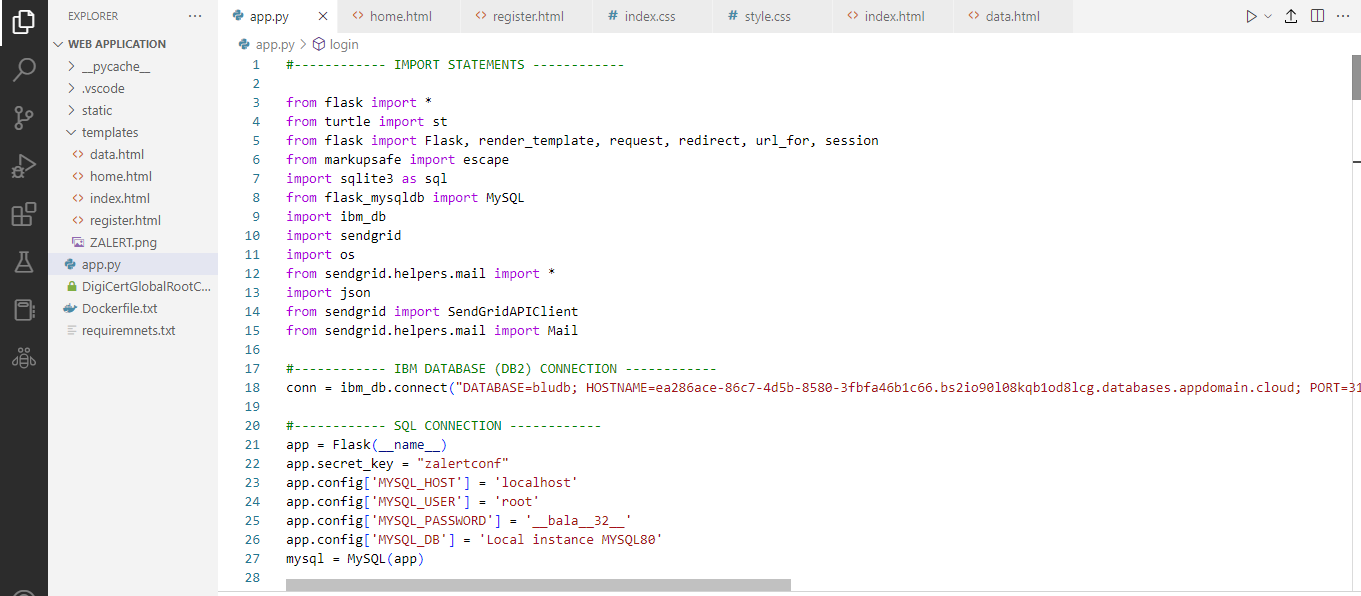 EXPLORER
WEB APPLICATION
__pycache__
.vscode
static
templates
data.html
home.html
index.html
register.html
ZALERT.png
app.py
DigiCertGlobalRootC...
Dockerfile.txt
requiremnets.txt
app.py home.html register.html index.css style.css index.html data.html
app.py > login
1 #------------ IMPORT STATEMENTS ------------
2
3 from flask import *
4 from turtle import st
5 from flask import Flask, render_template, request, redirect, url_for, session
6 from markupsafe import escape
7 import sqlite3 as sql
8 from flask_mysqldb import MySQL
9 import ibm_db
10 import sendgrid
11 import os
12 from sendgrid.helpers.mail import *
13 import json
14 from sendgrid import SendGridAPIClient
15 from sendgrid.helpers.mail import Mail
16
17 #------------ IBM DATABASE (DB2) CONNECTION ------------
18 conn = ibm_db.connect("DATABASE=bludb; HOSTNAME=ea286ace-86c7-4d5b-8580-3fbfa46b1c66.bs2io90l08kqb1od8lcg.databases.appdomain.cloud; PORT=31
19
20 #------------ SQL CONNECTION ------------
21 app = Flask(__name__)
22 app.secret_key = "zalertconf"
23 app.config['MYSQL_HOST'] = 'localhost'
24 app.config['MYSQL_USER'] = 'root'
25 app.config['MYSQL_PASSWORD'] = '__bala__32__'
26 app.config['MYSQL_DB'] = 'Local instance MYSQL80'
27 mysql = MySQL(app)
28